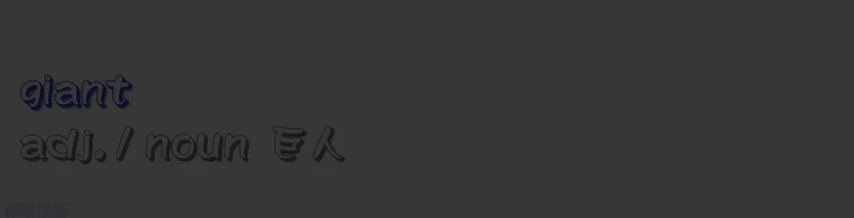 giant
adj. / noun 巨人